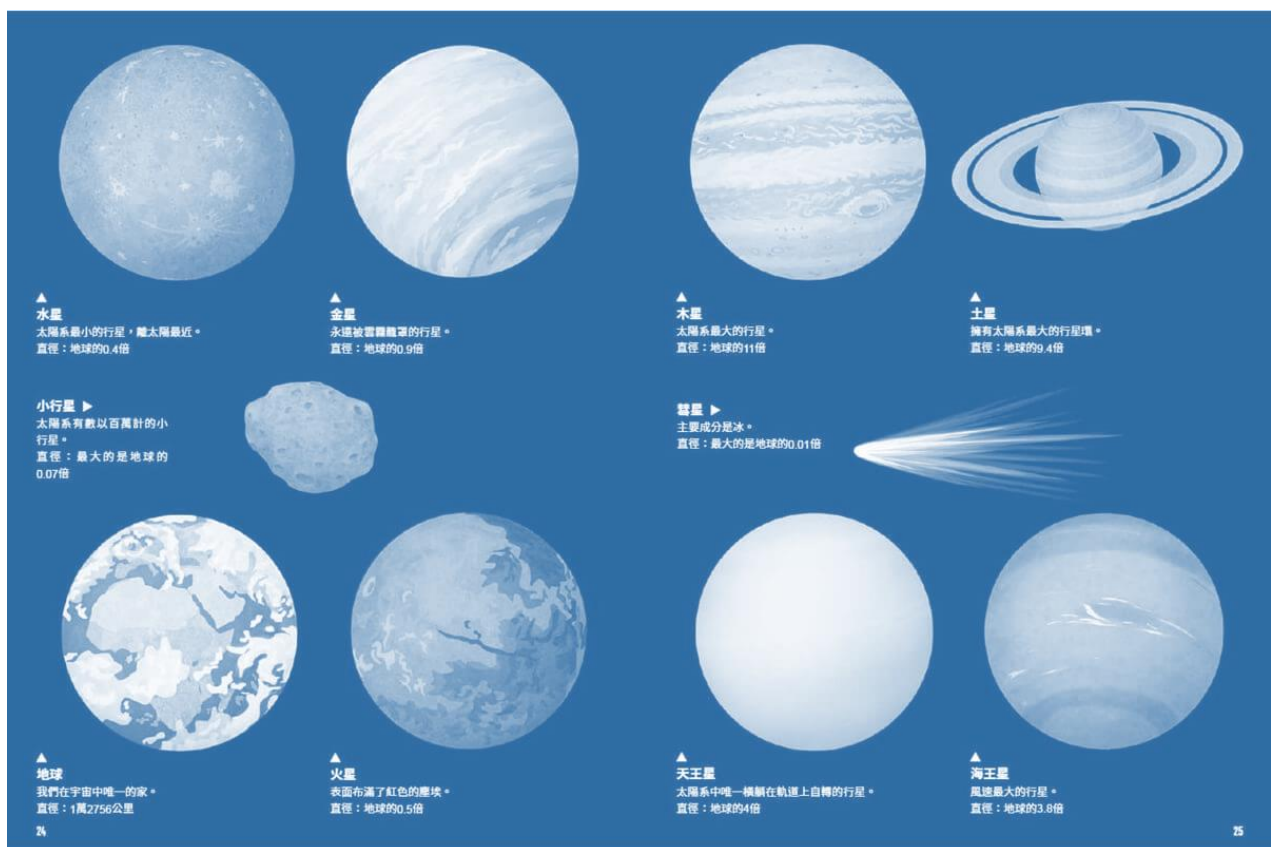 ▲
水星
太陽系最小的行星，離太陽最近。
直徑：地球的0.4倍
▲
金星
永遠被雲霧籠罩的行星。
直徑：地球的0.9倍
小行星 ▶
太陽系有數以百萬計的小
行星。
直徑：最大的是地球的
0.07倍
▲
地球
我們在宇宙中唯一的家。
直徑：1萬2756公里
▲
火星
表面布滿了紅色的塵埃。
直徑：地球的0.5倍
24
▲
木星
太陽系最大的行星。
直徑：地球的11倍
▲
土星
擁有太陽系最大的行星環。
直徑：地球的9.4倍
彗星 ▶
主要成分是冰。
直徑：最大的是地球的0.01倍
▲
天王星
太陽系中唯一橫躺在軌道上自轉的行星。
直徑：地球的4倍
▲
海王星
風速最大的行星。
直徑：地球的3.8倍
25